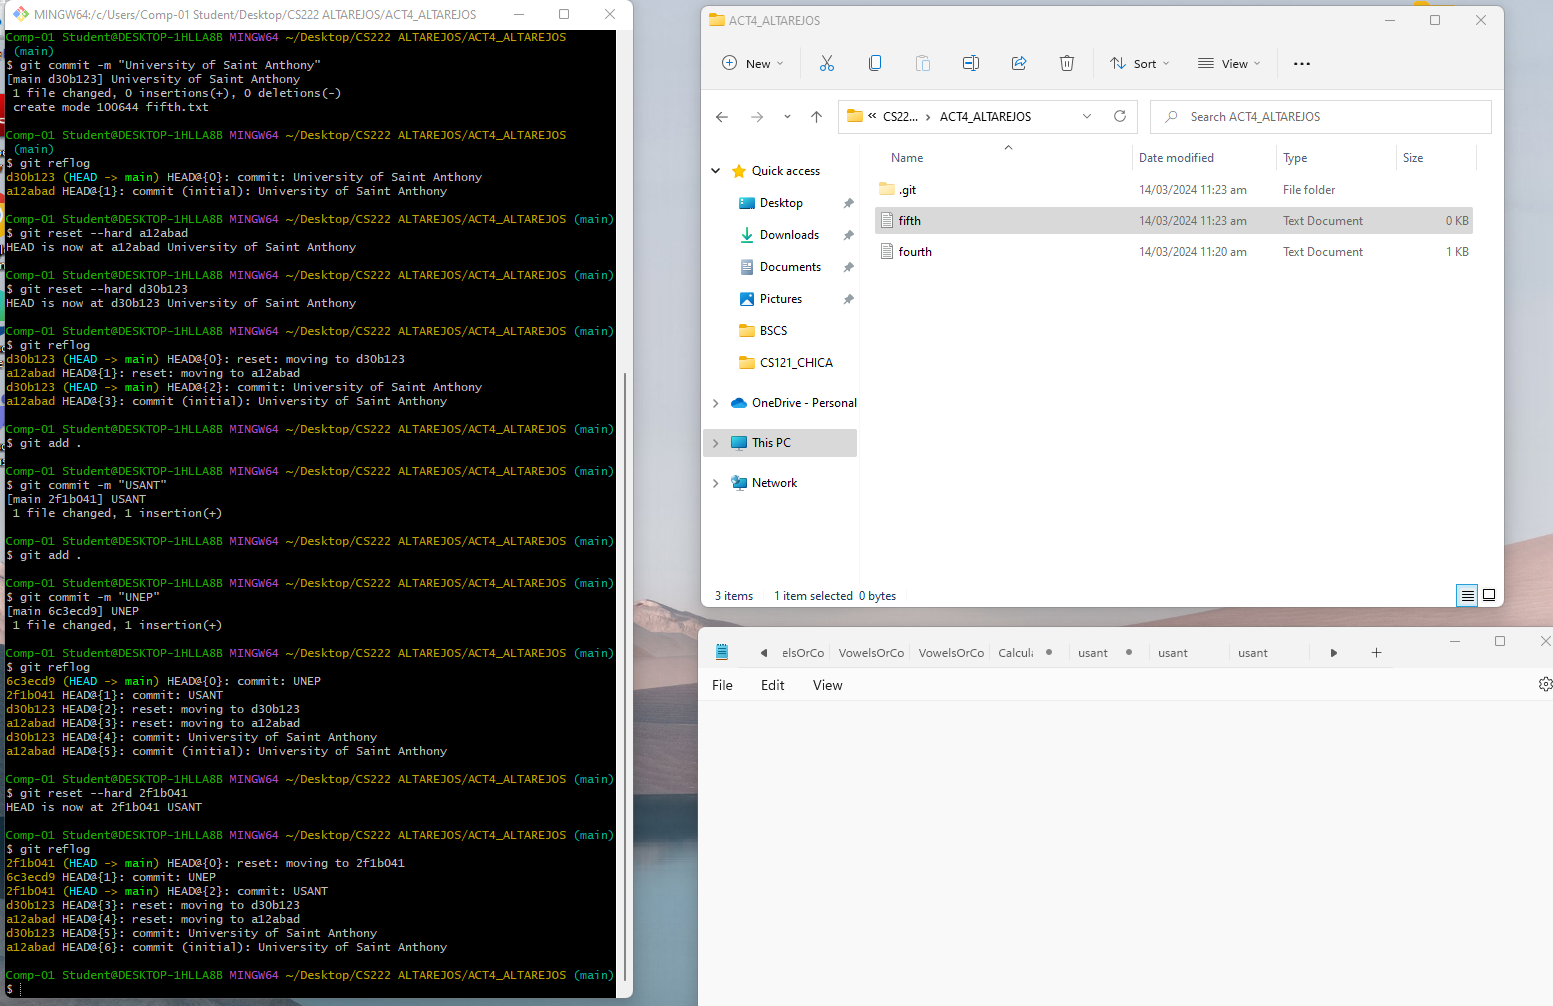 MINGW64:/c/Users/Comp-01 Student/Desktop/CS222 ALTAREJOS/ACT4_ALTAREJOS
Comp-01 Student@DESKTOP-1HLLA8B MINGW64 ~/Desktop/CS222 ALTAREJOS/ACT4_ALTAREJOS
(main)
$ git commit -m "University of Saint Anthony"
[main d30b123] University of Saint Anthony
1 file changed, 0 insertions(+), 0 deletions(-)
create mode 100644 fifth.txt
Comp-01 Student@DESKTOP-1HLLA8B MINGW64 ~/Desktop/CS222 ALTAREJOS/ACT4_ALTAREJOS
(main)
$ git reflog
d30b123 (HEAD -> main) HEAD@{0}: commit: University of Saint Anthony
a12abad HEAD@{1}: commit (initial): University of Saint Anthony
Comp-01 Student@DESKTOP-1HLLA8B MINGW64 ~/Desktop/CS222 ALTAREJOS/ACT4_ALTAREJOS (main)
$ git reset --hard a12abad
HEAD is now at a12abad University of Saint Anthony
Comp-01 Student@DESKTOP-1HLLA8B MINGW64 ~/Desktop/CS222 ALTAREJOS/ACT4_ALTAREJOS (main)
$ git reset --hard d30b123
HEAD is now at d30b123 University of Saint Anthony
Comp-01 Student@DESKTOP-1HLLA8B MINGW64 ~/Desktop/CS222 ALTAREJOS/ACT4_ALTAREJOS (main)
$ git reflog
d30b123 (HEAD -> main) HEAD@{0}: reset: moving to d30b123
a12abad HEAD@{1}: reset: moving to a12abad
d30b123 (HEAD -> main) HEAD@{2}: commit: University of Saint Anthony
a12abad HEAD@{3}: commit (initial): University of Saint Anthony
Comp-01 Student@DESKTOP-1HLLA8B MINGW64 ~/Desktop/CS222 ALTAREJOS/ACT4_ALTAREJOS (main)
$ git add .
Comp-01 Student@DESKTOP-1HLLA8B MINGW64 ~/Desktop/CS222 ALTAREJOS/ACT4_ALTAREJOS (main)
$ git commit -m "USANT"
[main 2f1b041] USANT
1 file changed, 1 insertion(+)
Comp-01 Student@DESKTOP-1HLLA8B MINGW64 ~/Desktop/CS222 ALTAREJOS/ACT4_ALTAREJOS (main)
$ git add .
Comp-01 Student@DESKTOP-1HLLA8B MINGW64 ~/Desktop/CS222 ALTAREJOS/ACT4_ALTAREJOS (main)
$ git commit -m "UNEP"
[main 6c3ecd9] UNEP
1 file changed, 1 insertion(+)
Comp-01 Student@DESKTOP-1HLLA8B MINGW64 ~/Desktop/CS222 ALTAREJOS/ACT4_ALTAREJOS (main)
$ git reflog
6c3ecd9 (HEAD -> main) HEAD@{0}: commit: UNEP
2f1b041 HEAD@{1}: commit: USANT
d30b123 HEAD@{2}: reset: moving to d30b123
a12abad HEAD@{3}: reset: moving to a12abad
d30b123 HEAD@{4}: commit: University of Saint Anthony
a12abad HEAD@{5}: commit (initial): University of Saint Anthony
Comp-01 Student@DESKTOP-1HLLA8B MINGW64 ~/Desktop/CS222 ALTAREJOS/ACT4_ALTAREJOS (main)
$ git reset --hard 2f1b041
HEAD is now at 2f1b041 USANT
Comp-01 Student@DESKTOP-1HLLA8B MINGW64 ~/Desktop/CS222 ALTAREJOS/ACT4_ALTAREJOS (main)
$ git reflog
2f1b041 (HEAD -> main) HEAD@{0}: reset: moving to 2f1b041
6c3ecd9 HEAD@{1}: commit: UNEP
2f1b041 (HEAD -> main) HEAD@{2}: commit: USANT
d30b123 HEAD@{3}: reset: moving to d30b123
a12abad HEAD@{4}: reset: moving to a12abad
d30b123 HEAD@{5}: commit: University of Saint Anthony
a12abad HEAD@{6}: commit (initial): University of Saint Anthony
Comp-01 Student@DESKTOP-1HLLA8B MINGW64 ~/Desktop/CS222 ALTAREJOS/ACT4_ALTAREJOS (main)
$
ACT4_ALTAREJOS
New Sort View
« CS22... › ACT4_ALTAREJOS Search ACT4_ALTAREJOS
Name Date modified Type Size
.git 14/03/2024 11:23 am File folder
fifth 14/03/2024 11:23 am Text Document 0 KB
fourth 14/03/2024 11:20 am Text Document 1 KB
Quick access
Desktop
Downloads
Documents
Pictures
BSCS
CS121_CHICA
OneDrive - Personal
This PC
Network
3 items 1 item selected 0 bytes
elsOrCo VowelsOrCo VowelsOrCo Calcula usant usant usant
File Edit View